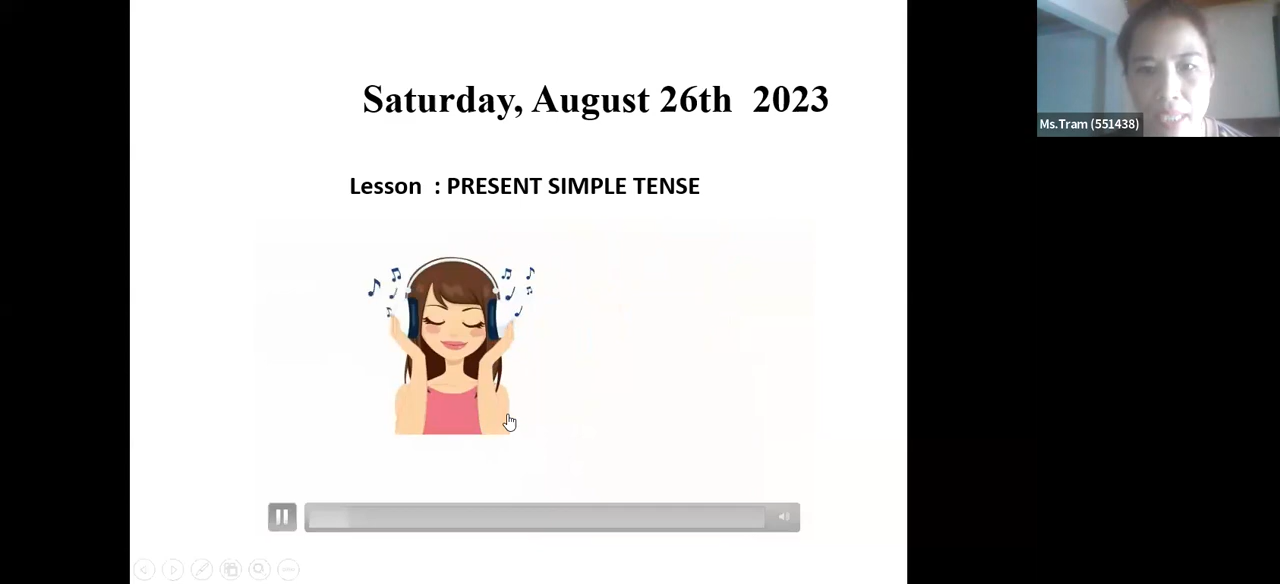 Saturday, August 26th  2023
Ms.Tram (551438)
Lesson  : PRESENT SIMPLE TENSE